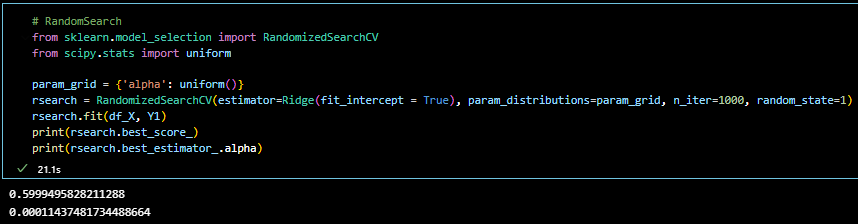 # RandomSearch
from sklearn.model_selection import RandomizedSearchCV
from scipy.stats import uniform
param_grid = {'alpha': uniform()}
rsearch = RandomizedSearchCV(estimator=Ridge(fit_intercept = True), param_distributions=param_grid, n_iter=1000, random_state=1)
rsearch.fit(df_X, Y1)
print(rsearch.best_score_)
print(rsearch.best_estimator_.alpha)
21.1s
0.5999495828211288
0.00011437481734488664